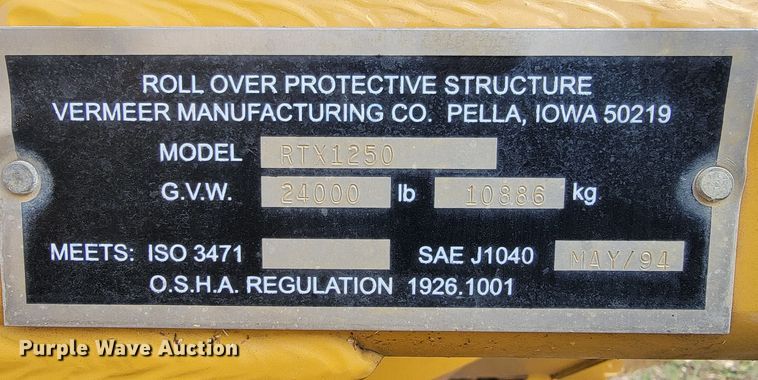 ROLL OVER PROTECTIVE STRUCTURE
VERMEER MANUFACTURING CO. PELLA, IOWA 50219
MODEL RTX1250
G.V.W. 24000 lb 10886 kg
MEETS: ISO 3471 SAE J1040 MAY/94
O.S.H.A. REGULATION 1926.1001
Purple Wave Auction